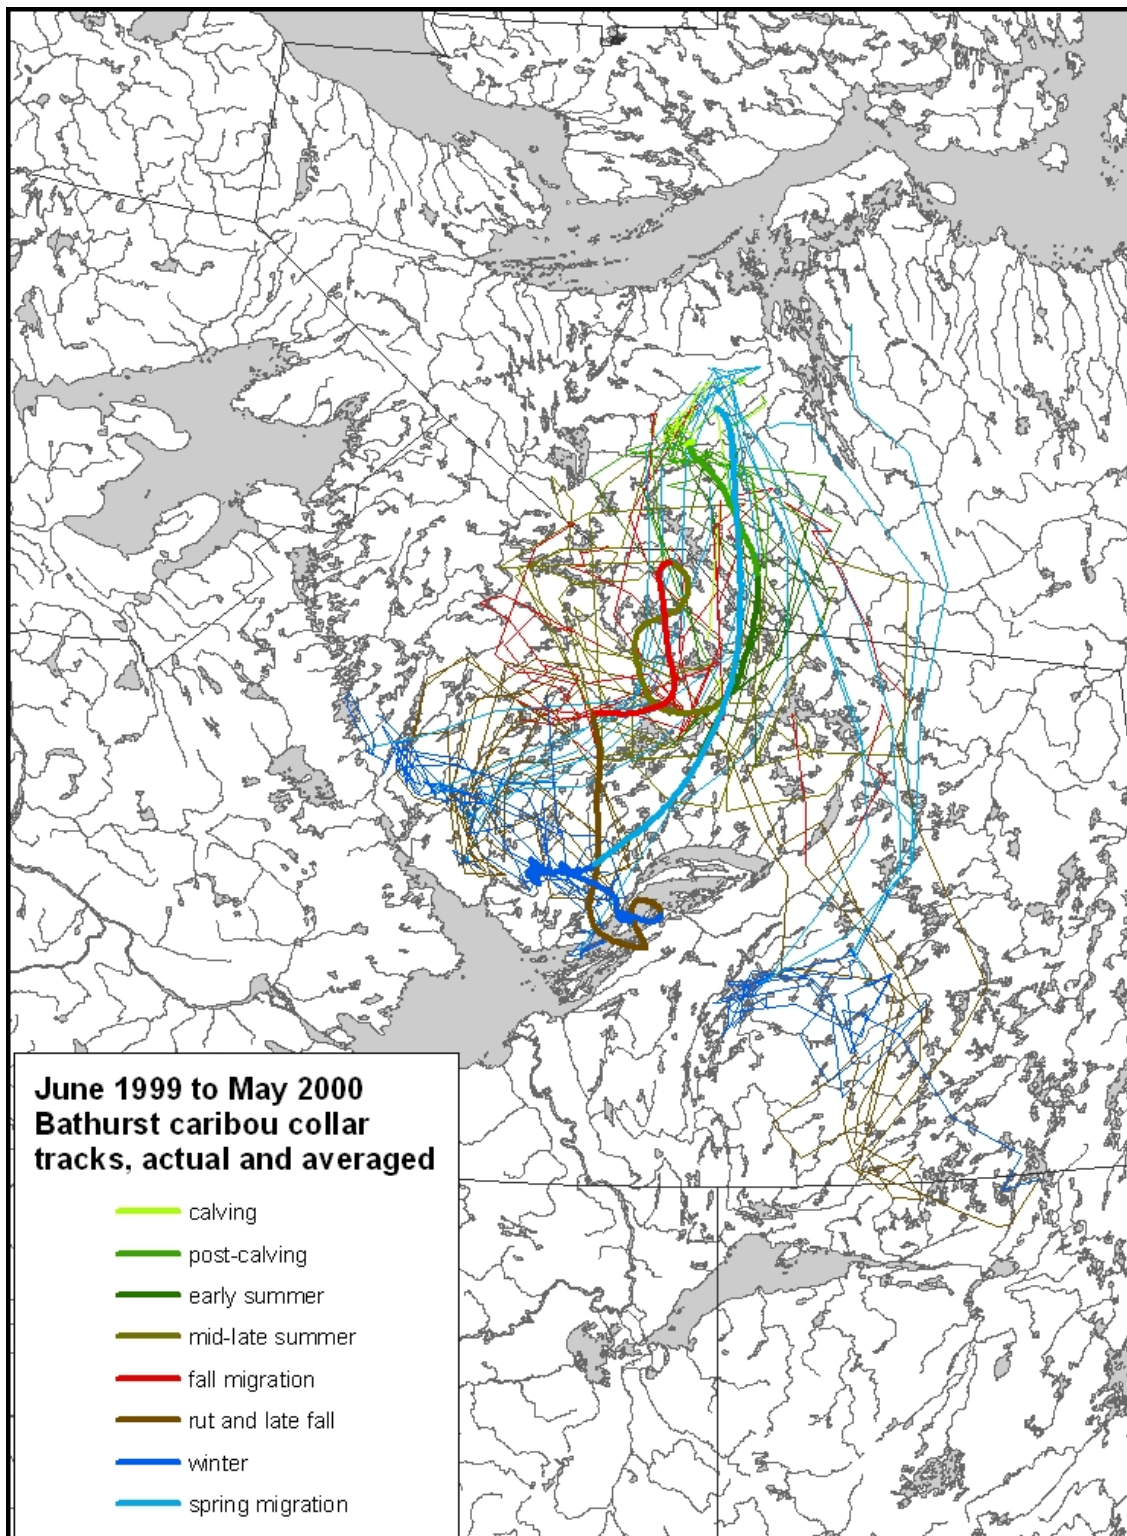 June 1999 to May 2000
Bathurst caribou collar
tracks, actual and averaged
calving
post-calving
early summer
mid-late summer
fall migration
rut and late fall
winter
spring migration